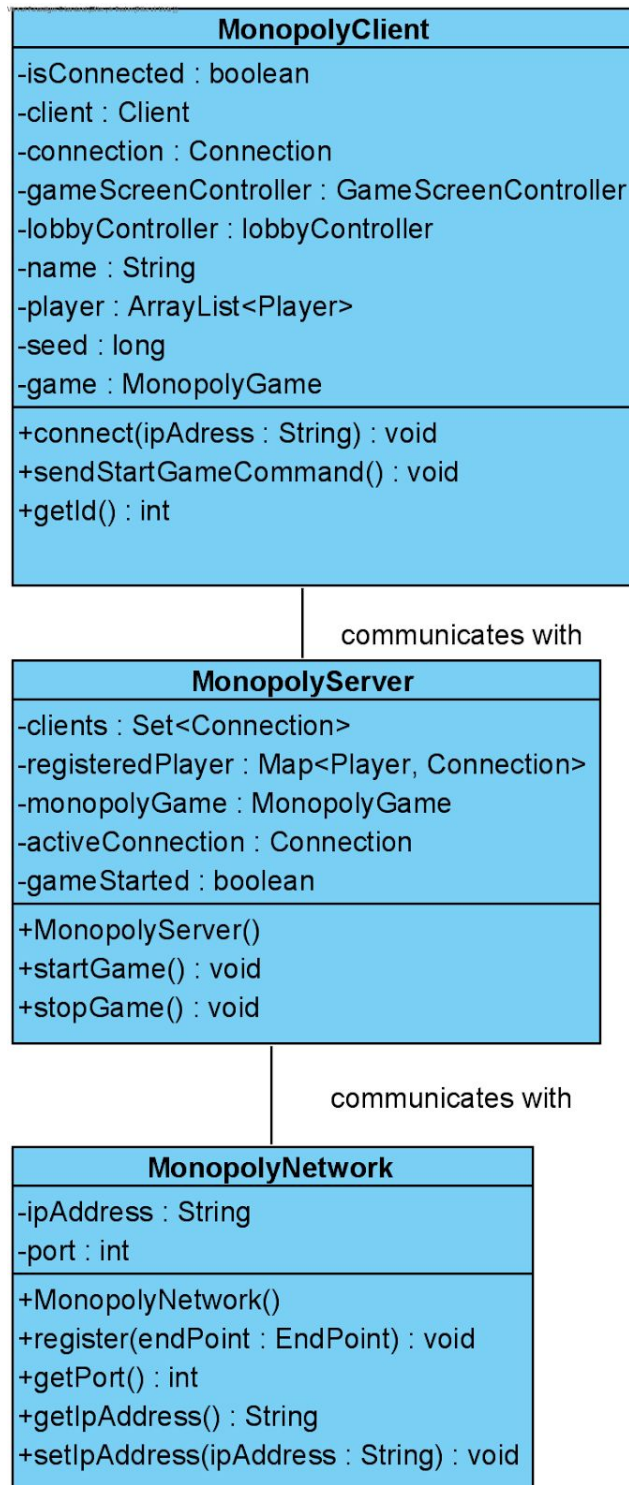 MonopolyClient
-isConnected : boolean
-client : Client
-connection : Connection
-gameScreenController : GameScreenController
-lobbyController : lobbyController
-name : String
-player : ArrayList<Player>
-seed : long
-game : MonopolyGame
+connect(ipAdress : String) : void
+sendStartGameCommand() : void
+getId() : int
communicates with
MonopolyServer
-clients : Set<Connection>
-registeredPlayer : Map<Player, Connection>
-monopolyGame : MonopolyGame
-activeConnection : Connection
-gameStarted : boolean
+MonopolyServer()
+startGame() : void
+stopGame() : void
communicates with
MonopolyNetwork
-ipAddress : String
-port : int
+MonopolyNetwork()
+register(endPoint : EndPoint) : void
+getPort() : int
+getIpAddress() : String
+setIpAddress(ipAddress : String) : void